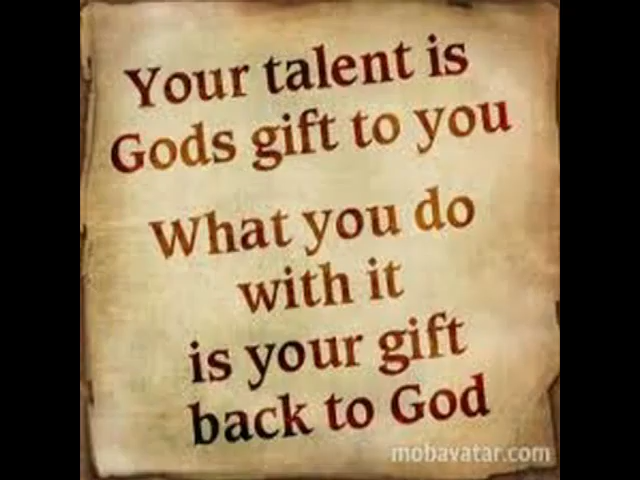 Your talent is
Gods gift to you
What you do
with it
is your gift
back to God
mobavatar.com